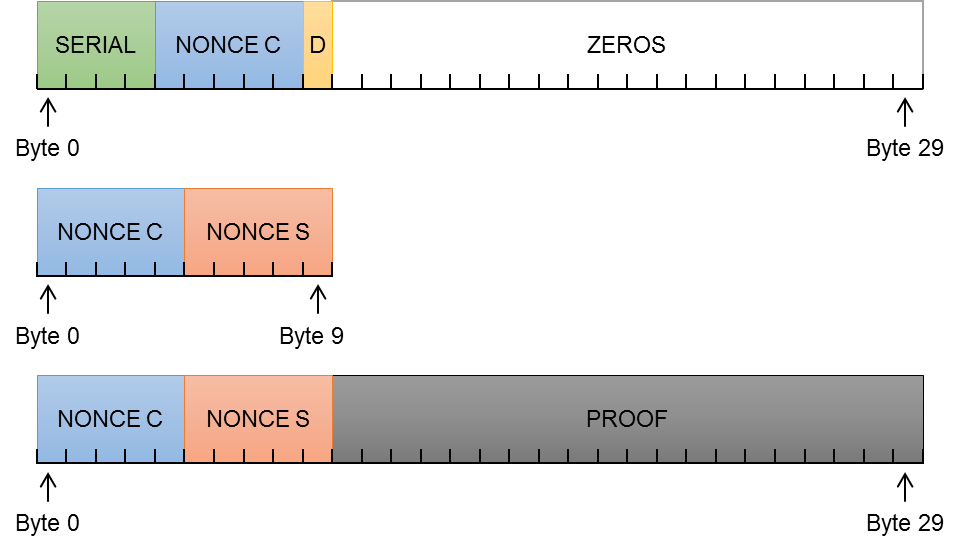 SERIAL NONCE C D ZEROS
Byte 0 Byte 29
NONCE C NONCE S
Byte 0 Byte 9
NONCE C NONCE S PROOF
Byte 0 Byte 29